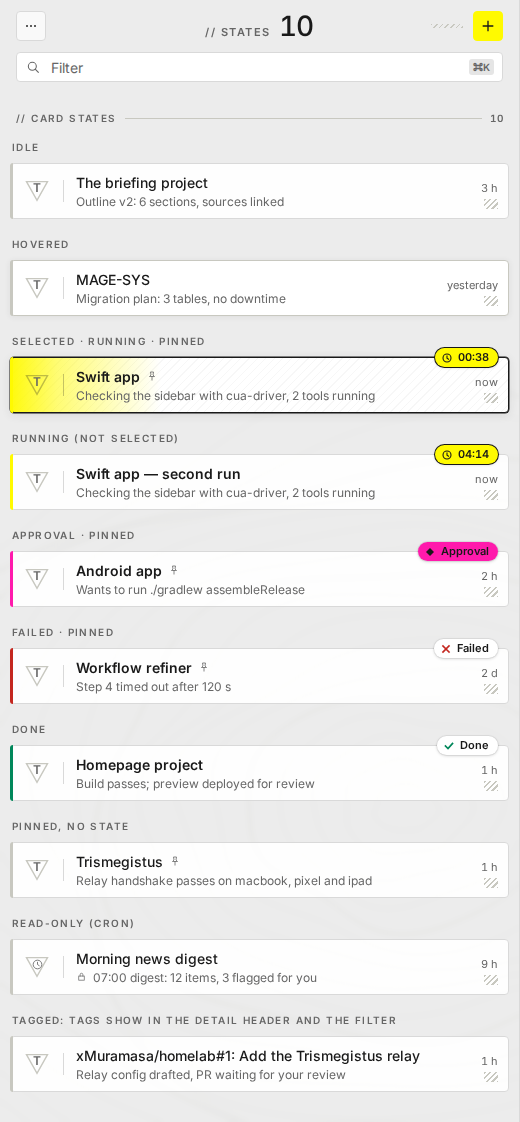 // STATES 10
Filter ⌘K
// CARD STATES 10
IDLE
T The briefing project
Outline v2: 6 sections, sources linked
3 h
HOVERED
T MAGE-SYS
Migration plan: 3 tables, no downtime
yesterday
SELECTED · RUNNING · PINNED
00:38
T Swift app
Checking the sidebar with cua-driver, 2 tools running
now
RUNNING (NOT SELECTED)
04:14
T Swift app — second run
Checking the sidebar with cua-driver, 2 tools running
now
APPROVAL · PINNED
Approval
T Android app
Wants to run ./gradlew assembleRelease
2 h
FAILED · PINNED
Failed
T Workflow refiner
Step 4 timed out after 120 s
2 d
DONE
Done
T Homepage project
Build passes; preview deployed for review
1 h
PINNED, NO STATE
T Trismegistus
Relay handshake passes on macbook, pixel and ipad
1 h
READ-ONLY (CRON)
Morning news digest
07:00 digest: 12 items, 3 flagged for you
9 h
TAGGED: TAGS SHOW IN THE DETAIL HEADER AND THE FILTER
T xMuramasa/homelab#1: Add the Trismegistus relay
Relay config drafted, PR waiting for your review
1 h